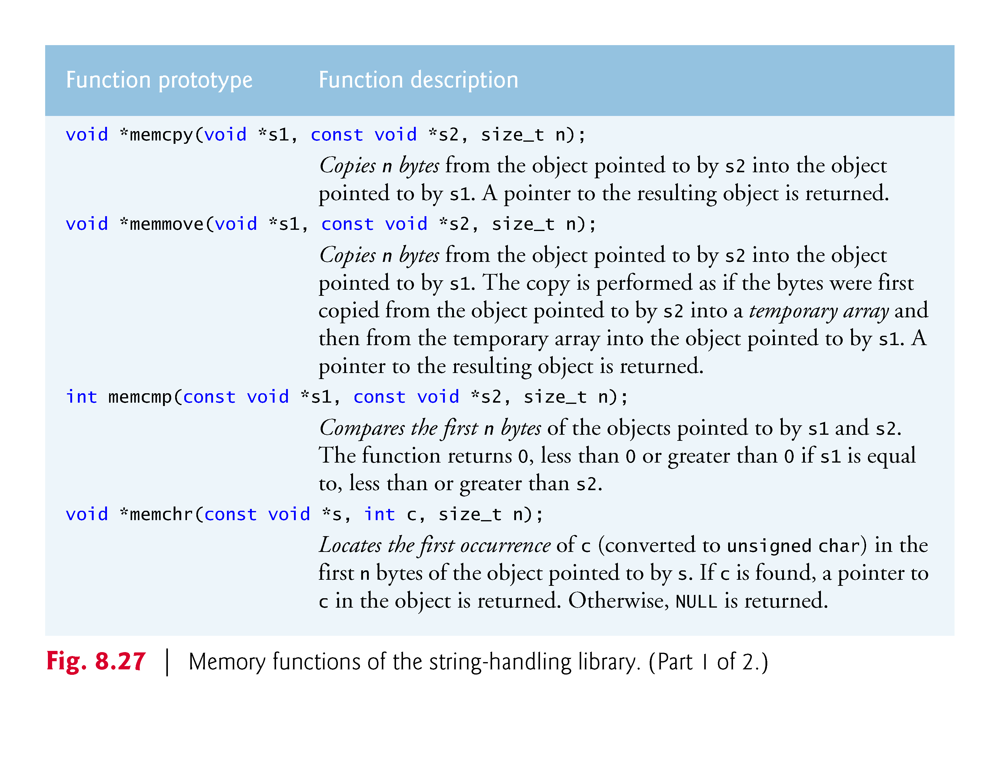 Function prototype Function description
void *memcpy(void *s1, const void *s2, size_t n);
Copies n bytes from the object pointed to by s2 into the object
pointed to by s1. A pointer to the resulting object is returned.
void *memmove(void *s1, const void *s2, size_t n);
Copies n bytes from the object pointed to by s2 into the object
pointed to by s1. The copy is performed as if the bytes were first
copied from the object pointed to by s2 into a temporary array and
then from the temporary array into the object pointed to by s1. A
pointer to the resulting object is returned.
int memcmp(const void *s1, const void *s2, size_t n);
Compares the first n bytes of the objects pointed to by s1 and s2.
The function returns 0, less than 0 or greater than 0 if s1 is equal
to, less than or greater than s2.
void *memchr(const void *s, int c, size_t n);
Locates the first occurrence of c (converted to unsigned char) in the
first n bytes of the object pointed to by s. If c is found, a pointer to
c in the object is returned. Otherwise, NULL is returned.
Fig. 8.27 | Memory functions of the string-handling library. (Part 1 of 2.)